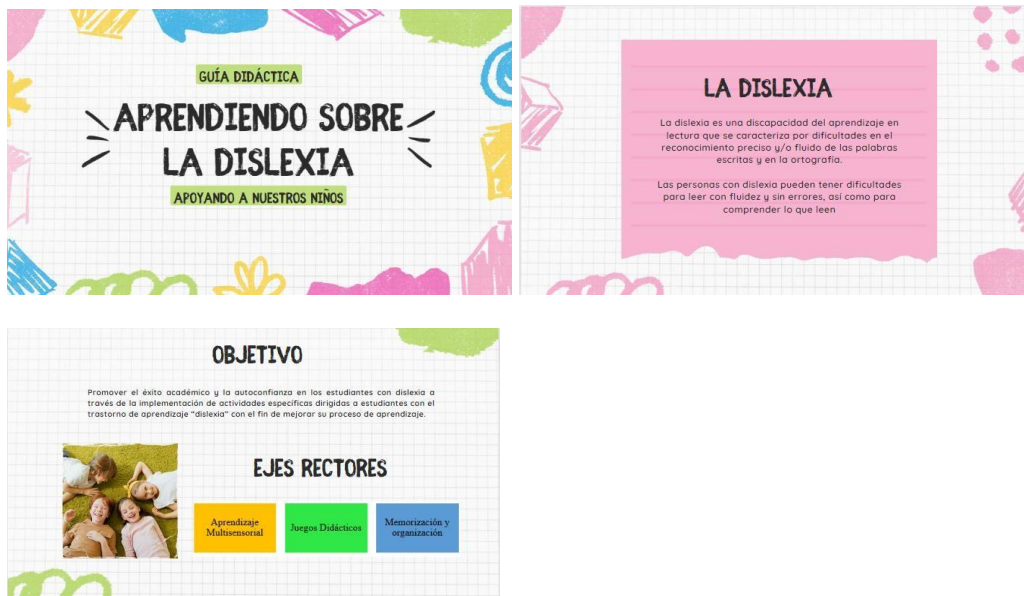 GUÍA DIDÁCTICA
APRENDIENDO SOBRE
LA DISLEXIA
APOYANDO A NUESTROS NIÑOS
LA DISLEXIA
La dislexia es una discapacidad del aprendizaje en
lectura que se caracteriza por dificultades en el
reconocimiento preciso y/o fluido de las palabras
escritas y en la ortografía.
Las personas con dislexia pueden tener dificultades
para leer con fluidez y sin errores, así como para
comprender lo que leen
OBJETIVO
Promover el éxito académico y la autoconfianza en los estudiantes con dislexia a
través de la implementación de actividades específicas dirigidas a estudiantes con el
trastorno de aprendizaje "dislexia" con el fin de mejorar su proceso de aprendizaje.
EJES RECTORES
Aprendizaje
Multisensorial
Juegos Didácticos
Memorización y
organización